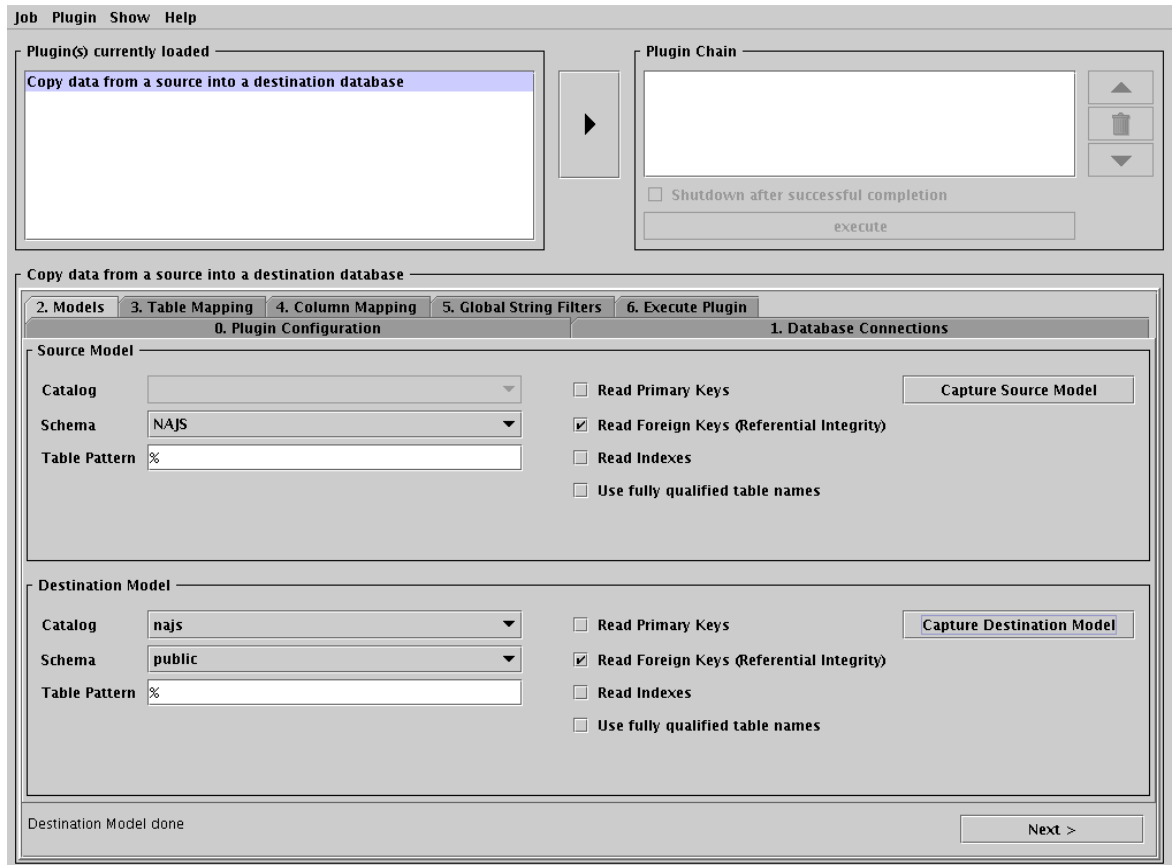 Job Plugin Show Help
Plugin(s) currently loaded
Copy data from a source into a destination database
Plugin Chain
Shutdown after successful completion
execute
Copy data from a source into a destination database
2. Models 3. Table Mapping 4. Column Mapping 5. Global String Filters 6. Execute Plugin
0. Plugin Configuration 1. Database Connections
Source Model
Catalog Read Primary Keys Capture Source Model
Schema NAJS Read Foreign Keys (Referential Integrity)
Table Pattern % Read Indexes
Use fully qualified table names
Destination Model
Catalog najs Read Primary Keys Capture Destination Model
Schema public Read Foreign Keys (Referential Integrity)
Table Pattern % Read Indexes
Use fully qualified table names
Destination Model done Next >